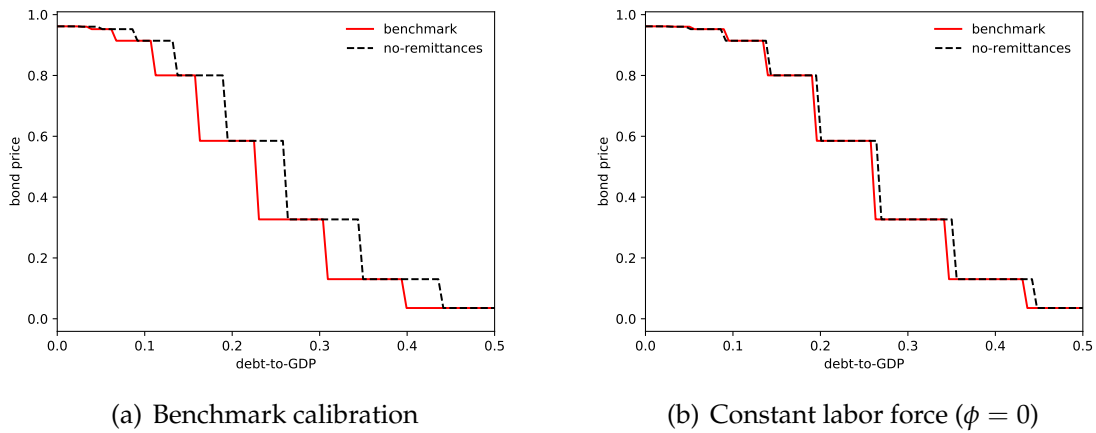 1.0
0.8
0.6
0.4
0.2
0.0
bond price
benchmark
no-remittances
0.0 0.1 0.2 0.3 0.4 0.5
debt-to-GDP
(a) Benchmark calibration
1.0
0.8
0.6
0.4
0.2
0.0
bond price
benchmark
no-remittances
0.0 0.1 0.2 0.3 0.4 0.5
debt-to-GDP
(b) Constant labor force (ϕ = 0)